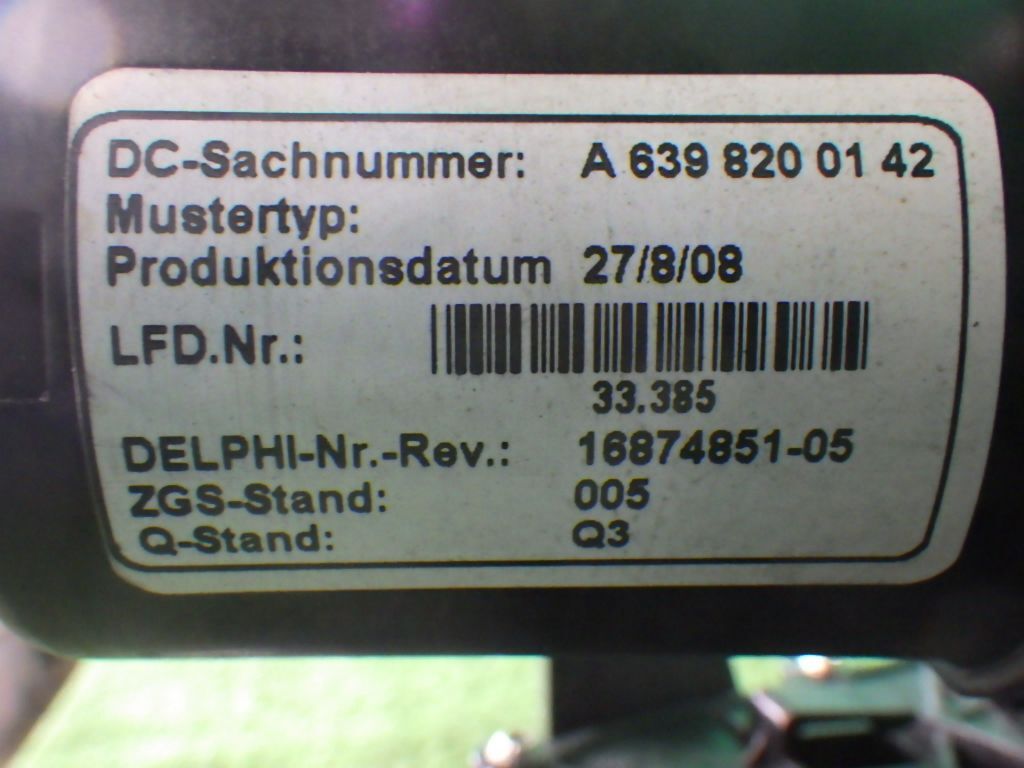 DC-Sachnummer: A 639 820 01 42
Mustertyp:
Produktionsdatum 27/8/08
LFD.Nr.:
33.385
DELPHI-Nr.-Rev.: 16874851-05
ZGS-Stand: 005
Q-Stand: Q3